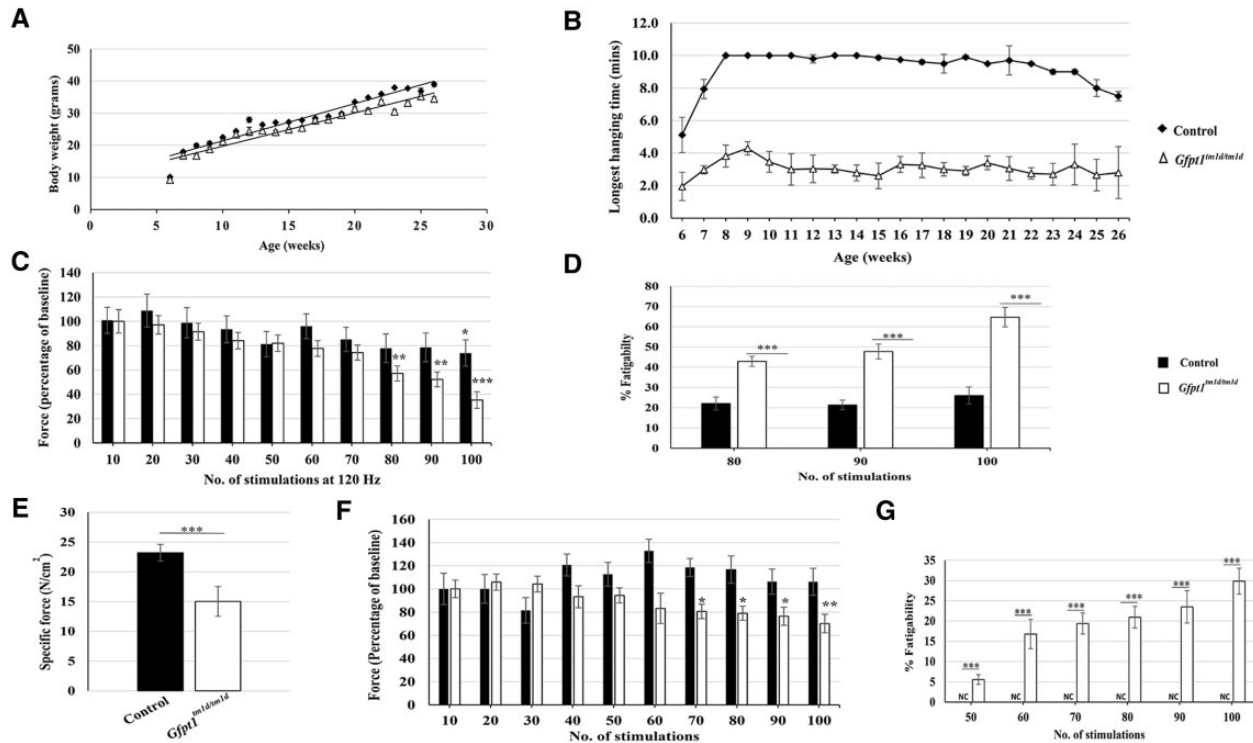 A
Body weight (grams)
50
40
30
20
10
0
0
5
10
15
20
25
30
Age (weeks)
B
Longest hanging time (mins)
12.0
10.0
8.0
6.0
4.0
2.0
0.0
6 7 8 9 10 11 12 13 14 15 16 17 18 19 20 21 22 23 24 25 26
Age (weeks)
Control
Gfpt1 tm1d/tm1d
C
Force (percentage of baseline)
140
120
100
80
60
40
20
0
* ** ** ***
10 20 30 40 50 60 70 80 90 100
No. of stimulations at 120 Hz
D
% Fatigability
80
70
60
50
40
30
20
10
0
*** *** ***
80 90 100
No. of stimulations
Control
Gfpt1 tm1d/tm1d
E
Specific force (N/cm2)
30
25
20
15
10
5
0
***
Control
Gfpt1 tm1d/tm1d
F
Force (Percentage of baseline)
160
140
120
100
80
60
40
20
0
* * * **
10 20 30 40 50 60 70 80 90 100
No. of stimulations
G
% Fatigability
35
30
25
20
15
10
5
0
*** *** *** *** *** ***
NC NC NC NC NC NC
50 60 70 80 90 100
No. of stimulations